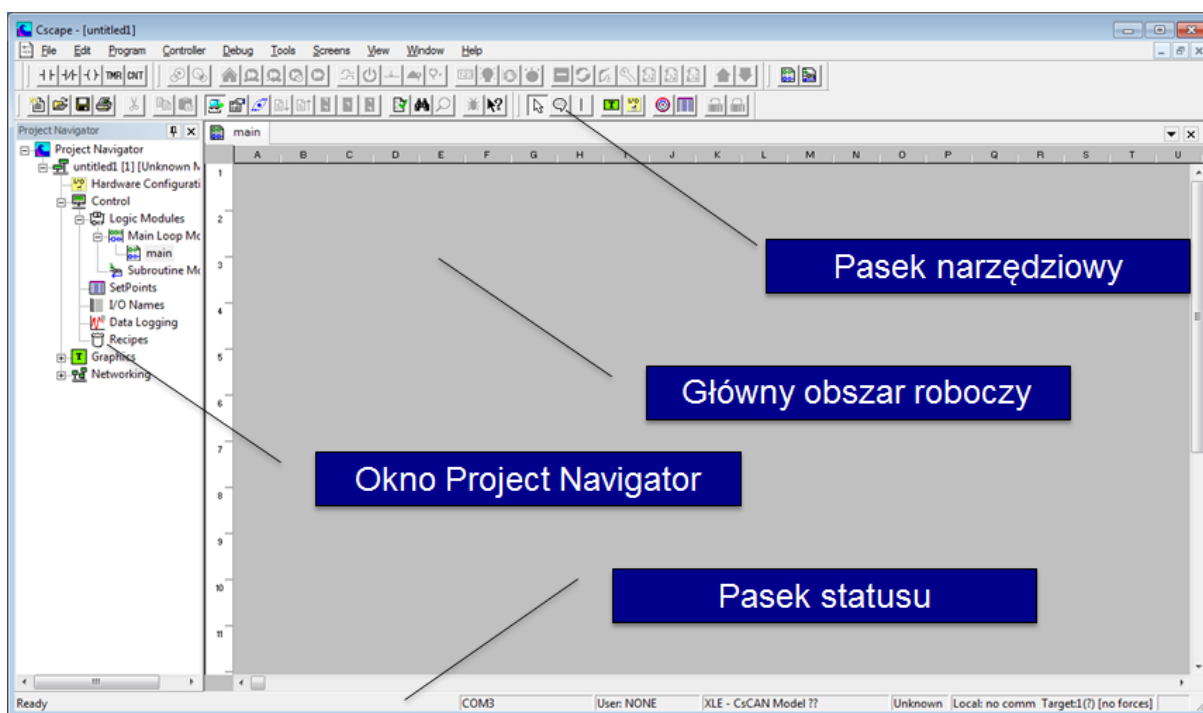 Cscape - [untitled1]
File Edit Program Controller Debug Tools Screens View Window Help
TMR CNT
Project Navigator
main
Project Navigator
A B C D E F G H I J K L M N O P Q R S T U
untitled1 [1] [Unknown M
1
Hardware Configurati
Control
Logic Modules
2
Main Loop Mo
main
Pasek narzędziowy
3
Subroutine Mo
SetPoints
I/O Names
4
Data Logging
Recipes
Graphics
5
Networking
Główny obszar roboczy
6
7
Okno Project Navigator
8
9
10
Pasek statusu
11
Ready COM3 User: NONE XLE - CsCAN Model ?? Unknown Local: no comm Target:1(?) [no forces]